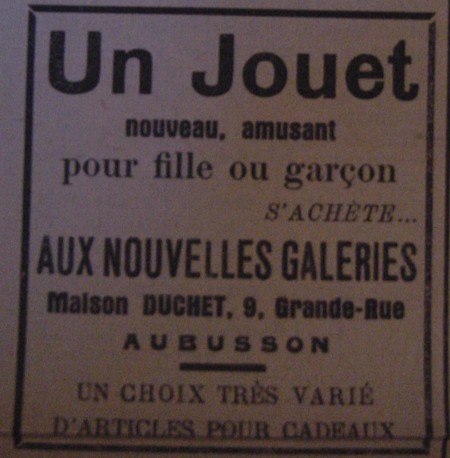 Un Jouet
nouveau, amusant
pour fille ou garçon
S'ACHÈTE...
AUX NOUVELLES GALERIES
Maison DUCHET, 9, Grande-Rue
AUBUSSON
UN CHOIX TRÈS VARIÉ
D'ARTICLES POUR CADEAUX